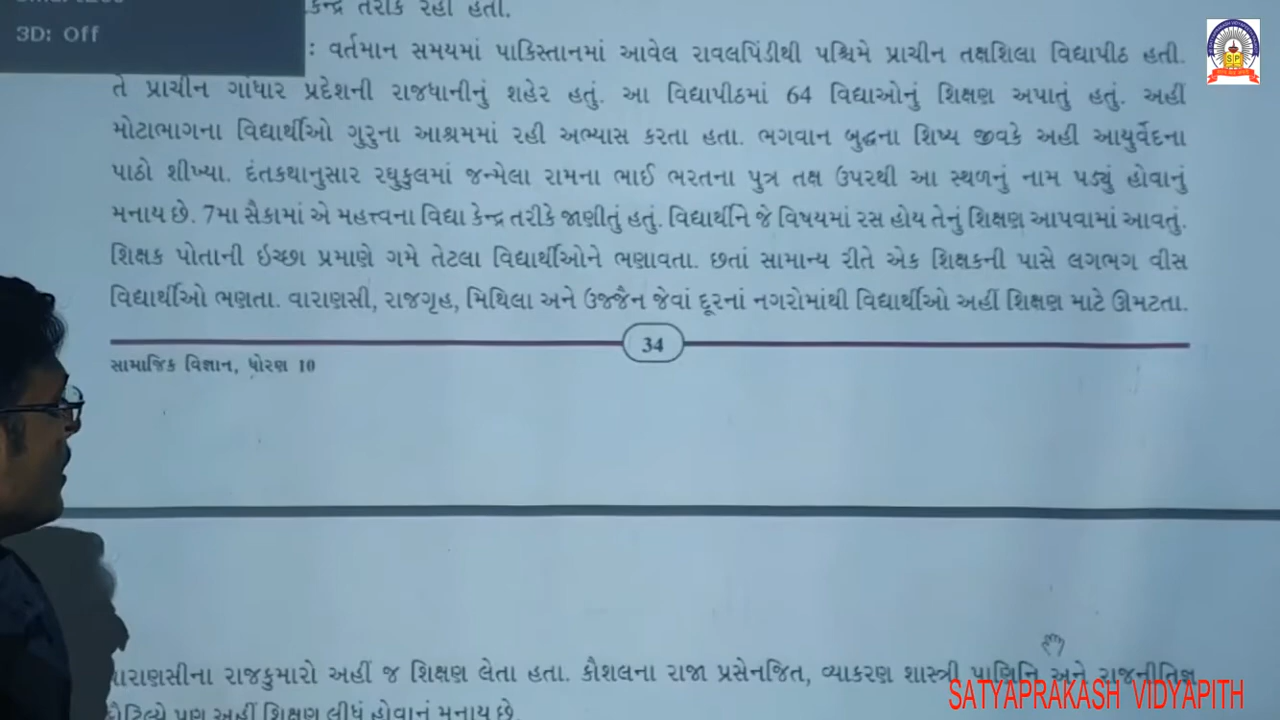 3D: Off
કેન્દ્ર તરીકે રહી હતી.
: વર્તમાન સમયમાં પાકિસ્તાનમાં આવેલ રાવલપિંડીથી પશ્ચિમે પ્રાચીન તક્ષશિલા વિદ્યાપીઠ હતી.
તે પ્રાચીન ગાંધાર પ્રદેશની રાજધાનીનું શહેર હતું. આ વિદ્યાપીઠમાં 64 વિદ્યાઓનું શિક્ષણ અપાતું હતું. અહીં
મોટાભાગના વિદ્યાર્થીઓ ગુરુના આશ્રમમાં રહી અભ્યાસ કરતા હતા. ભગવાન બુદ્ધના શિષ્ય જીવકે અહીં આયુર્વેદના
પાઠો શીખ્યા. દંતકથાનુસાર રઘુકુલમાં જન્મેલા રામના ભાઈ ભરતના પુત્ર તક્ષ ઉપરથી આ સ્થળનું નામ પડ્યું હોવાનું
મનાય છે. 7મા સૈકામાં એ મહત્ત્વના વિદ્યા કેન્દ્ર તરીકે જાણીતું હતું. વિદ્યાર્થીને જે વિષયમાં રસ હોય તેનું શિક્ષણ આપવામાં આવતું.
શિક્ષક પોતાની ઇચ્છા પ્રમાણે ગમે તેટલા વિદ્યાર્થીઓને ભણાવતા. છતાં સામાન્ય રીતે એક શિક્ષકની પાસે લગભગ વીસ
વિદ્યાર્થીઓ ભણતા. વારાણસી, રાજગૃહ, મિથિલા અને ઉજ્જૈન જેવાં દૂરનાં નગરોમાંથી વિદ્યાર્થીઓ અહીં શિક્ષણ માટે ઊમટતા.
34
સામાજિક વિજ્ઞાન, ધોરણ 10
વારાણસીના રાજકુમારો અહીં જ શિક્ષણ લેતા હતા. કૌશલના રાજા પ્રસેનજિત, વ્યાકરણ શાસ્ત્રી પાણિનિ અને રાજનીતિજ્ઞ
કૌટિલ્યે પણ અહીં શિક્ષણ લીધું હોવાનું મનાય છે.
SATYAPRAKASH VIDYAPITH